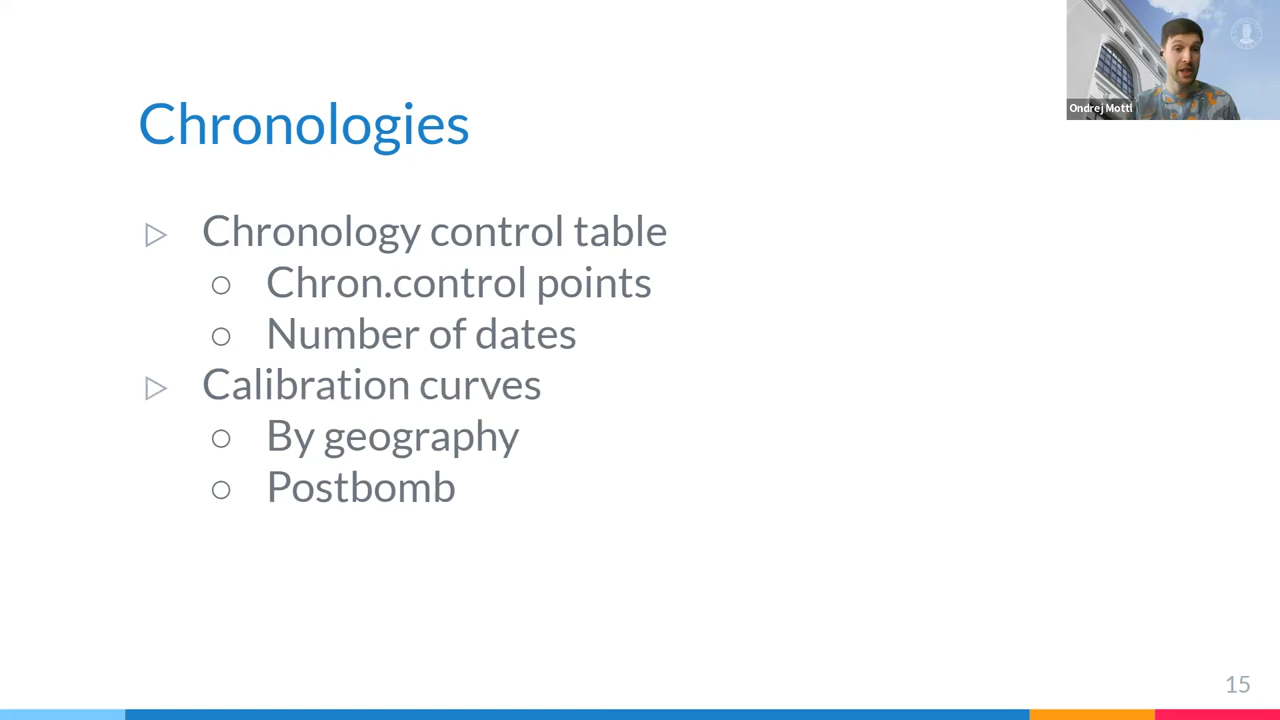 Ondrej Mottl
Chronologies
Chronology control table
Chron.control points
Number of dates
Calibration curves
By geography
Postbomb
15